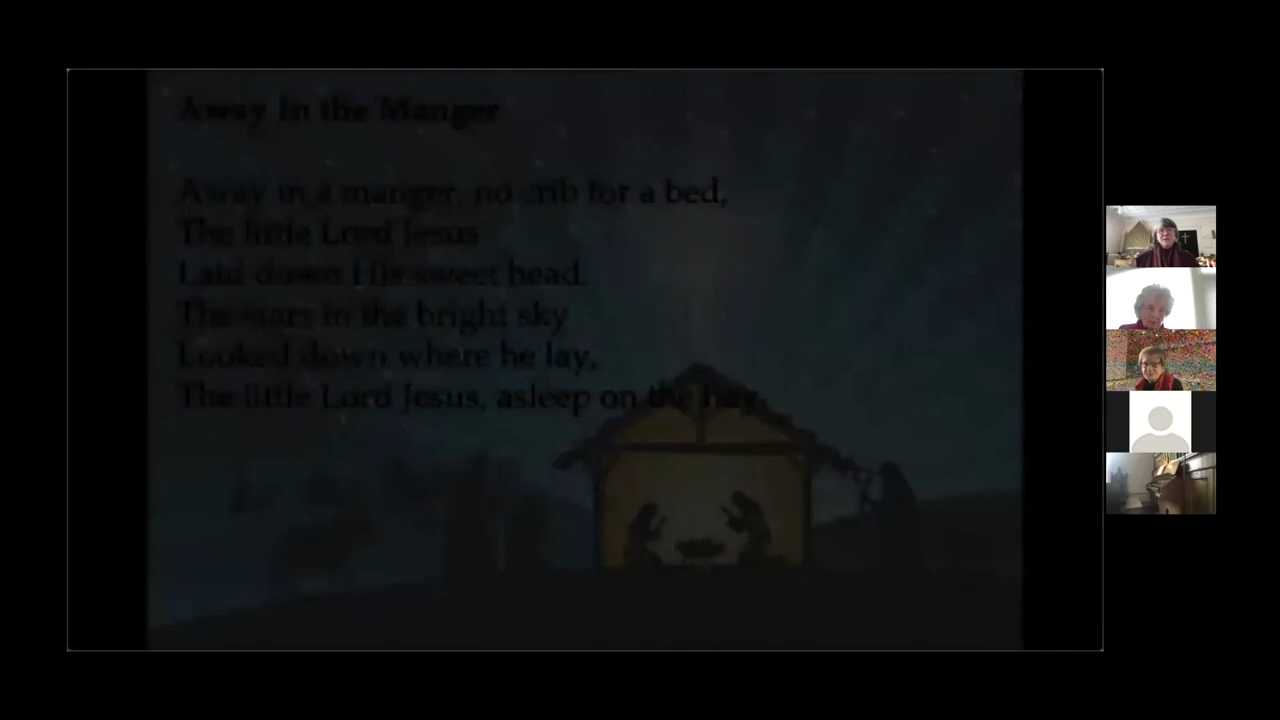 Away In the Manger
Away in a manger, no crib for a bed,
The little Lord Jesus
Laid down His sweet head.
The stars in the bright sky
Looked down where he lay,
The little Lord Jesus, asleep on the hay.